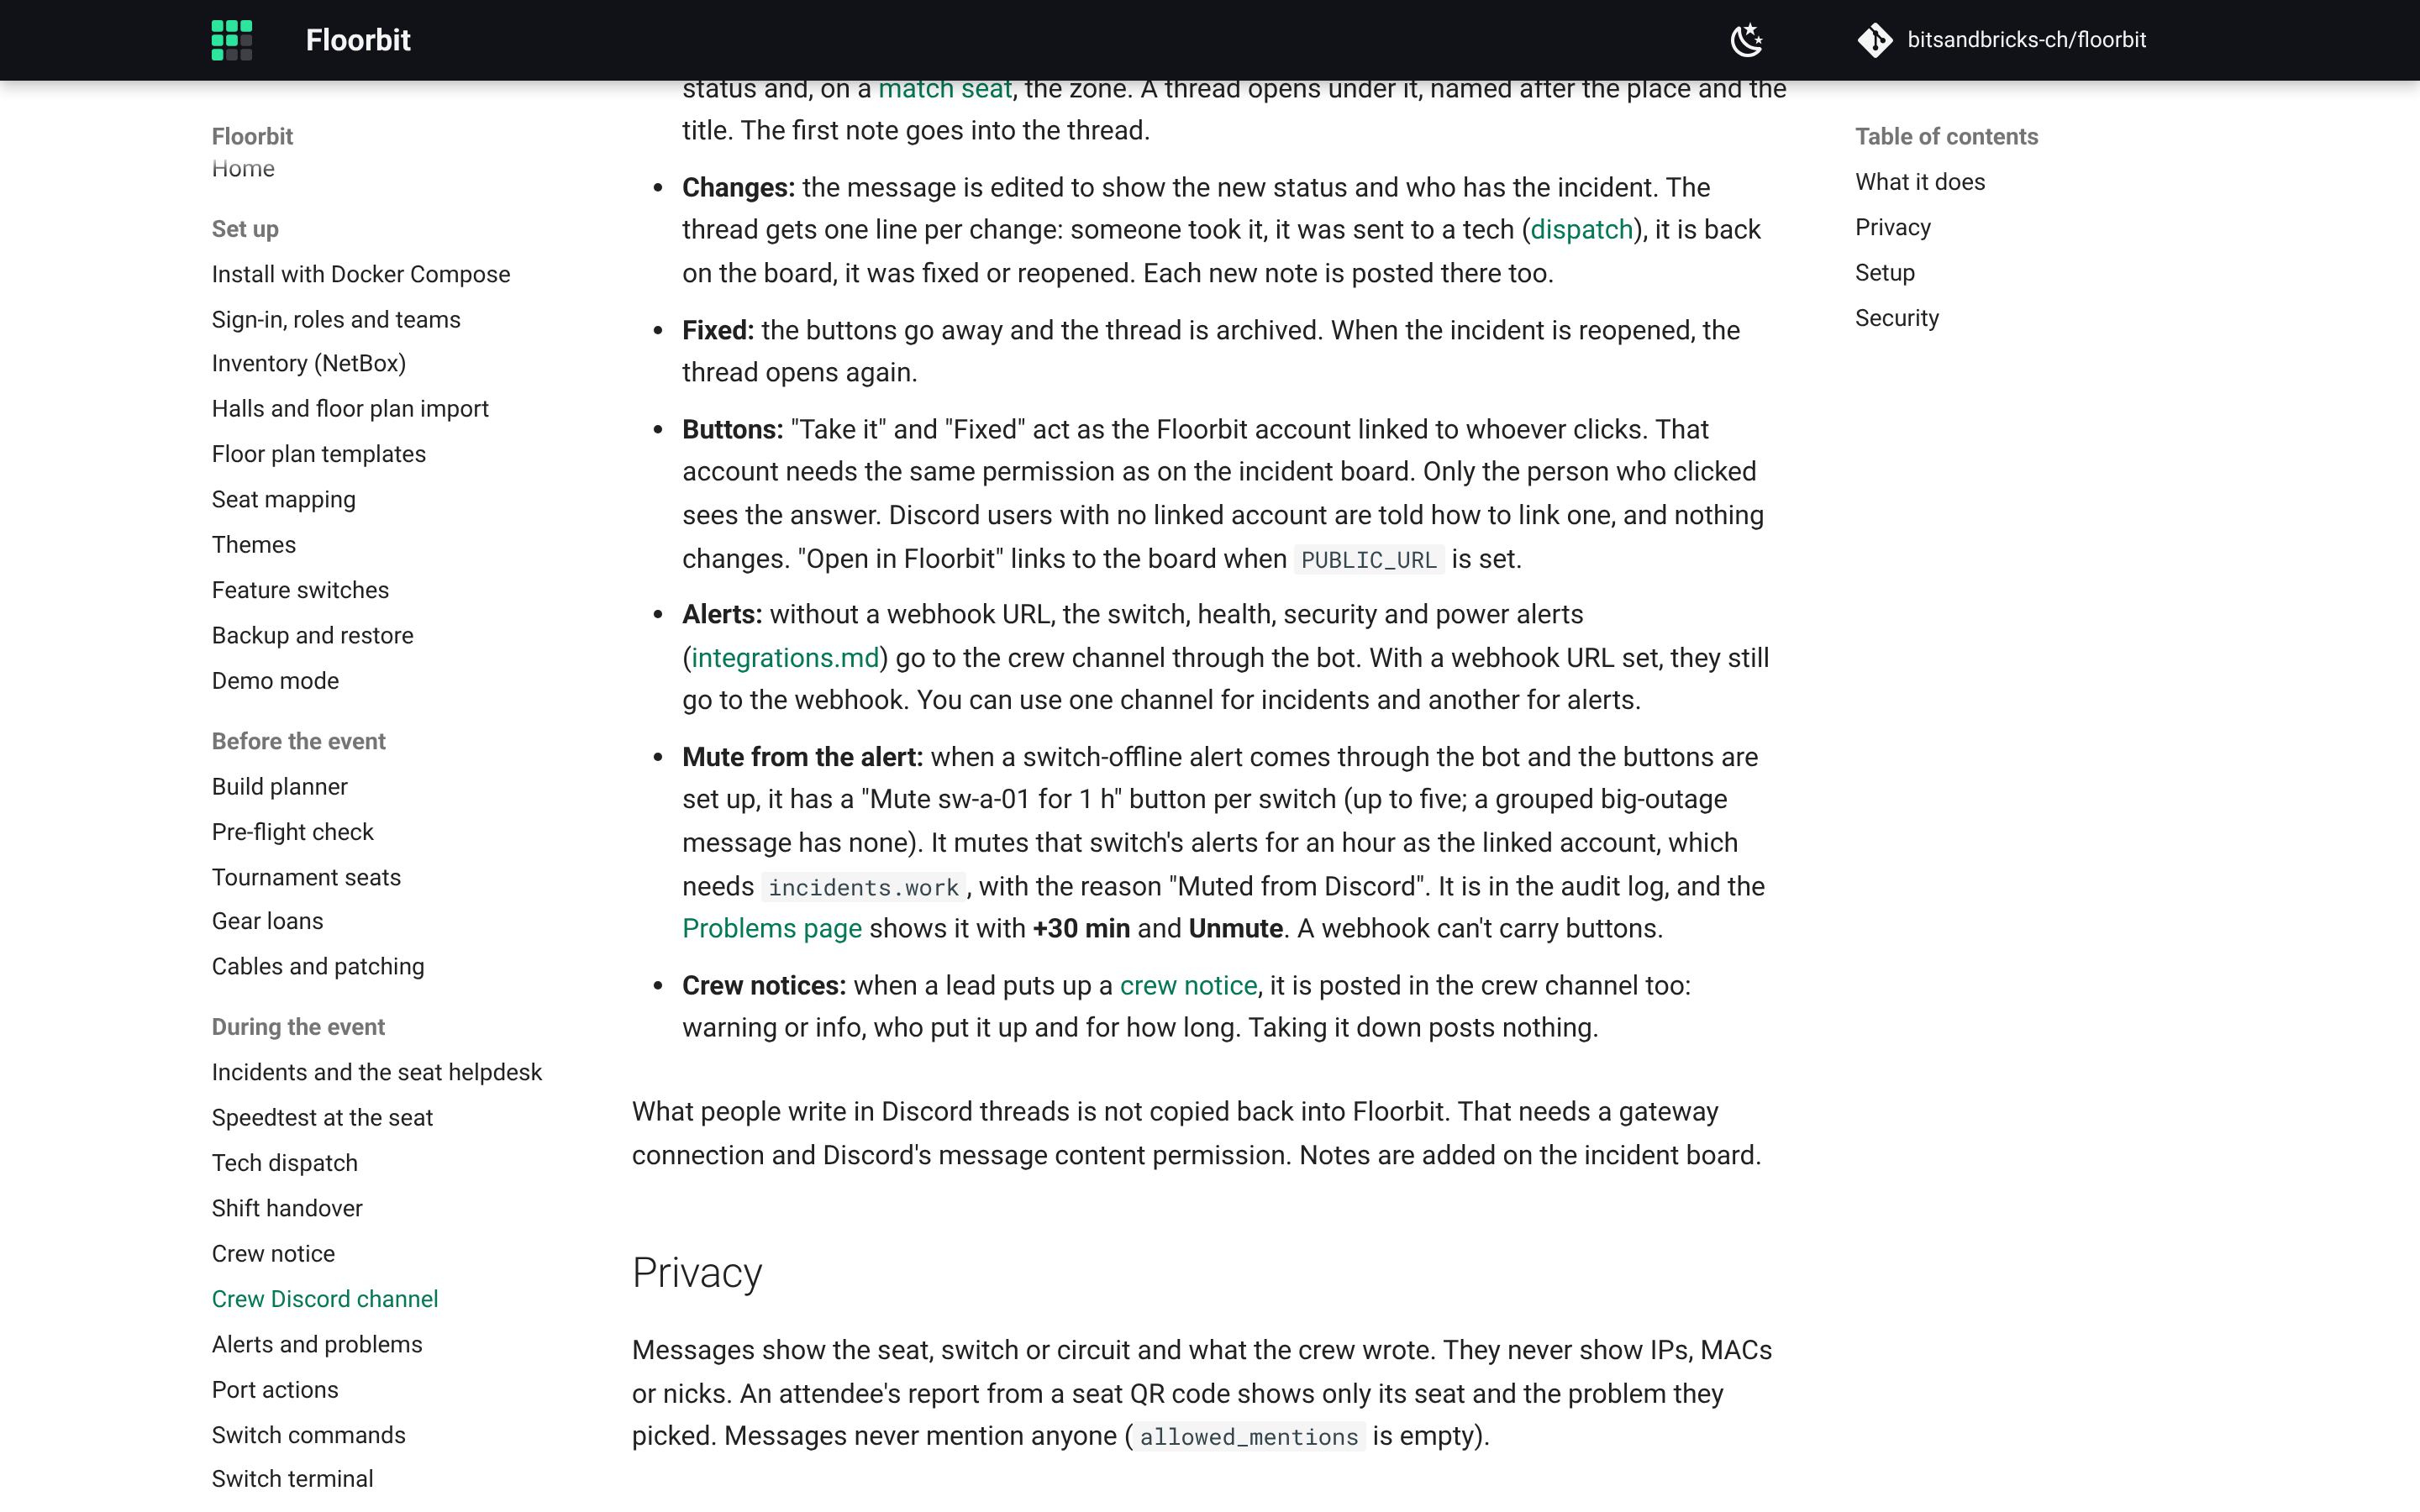 Floorbit
bitsandbricks-ch/floorbit
Floorbit
Home
Set up
Install with Docker Compose
Sign-in, roles and teams
Inventory (NetBox)
Halls and floor plan import
Floor plan templates
Seat mapping
Themes
Feature switches
Backup and restore
Demo mode
Before the event
Build planner
Pre-flight check
Tournament seats
Gear loans
Cables and patching
During the event
Incidents and the seat helpdesk
Speedtest at the seat
Tech dispatch
Shift handover
Crew notice
Crew Discord channel
Alerts and problems
Port actions
Switch commands
Switch terminal
status and, on a match seat, the zone. A thread opens under it, named after the place and the
title. The first note goes into the thread.
• Changes: the message is edited to show the new status and who has the incident. The
thread gets one line per change: someone took it, it was sent to a tech (dispatch), it is back
on the board, it was fixed or reopened. Each new note is posted there too.
• Fixed: the buttons go away and the thread is archived. When the incident is reopened, the
thread opens again.
• Buttons: "Take it" and "Fixed" act as the Floorbit account linked to whoever clicks. That
account needs the same permission as on the incident board. Only the person who clicked
sees the answer. Discord users with no linked account are told how to link one, and nothing
changes. "Open in Floorbit" links to the board when PUBLIC_URL is set.
• Alerts: without a webhook URL, the switch, health, security and power alerts
(integrations.md) go to the crew channel through the bot. With a webhook URL set, they still
go to the webhook. You can use one channel for incidents and another for alerts.
• Mute from the alert: when a switch-offline alert comes through the bot and the buttons are
set up, it has a "Mute sw-a-01 for 1 h" button per switch (up to five; a grouped big-outage
message has none). It mutes that switch's alerts for an hour as the linked account, which
needs incidents.work, with the reason "Muted from Discord". It is in the audit log, and the
Problems page shows it with +30 min and Unmute. A webhook can't carry buttons.
• Crew notices: when a lead puts up a crew notice, it is posted in the crew channel too:
warning or info, who put it up and for how long. Taking it down posts nothing.
What people write in Discord threads is not copied back into Floorbit. That needs a gateway
connection and Discord's message content permission. Notes are added on the incident board.
Privacy
Messages show the seat, switch or circuit and what the crew wrote. They never show IPs, MACs
or nicks. An attendee's report from a seat QR code shows only its seat and the problem they
picked. Messages never mention anyone (allowed_mentions is empty).
Table of contents
What it does
Privacy
Setup
Security